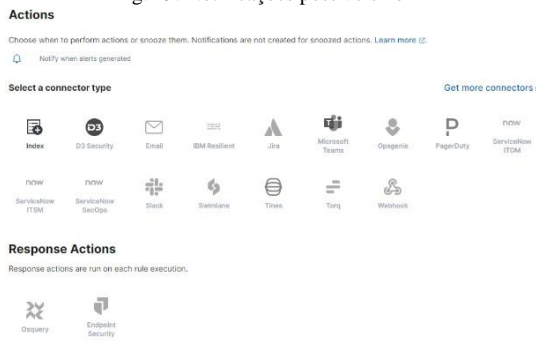 Actions
Choose when to perform actions or snooze them. Notifications are not created for snoozed actions. Learn more
Notify when alerts generated
Select a connector type
Get more connectors
Index
D3 Security
Email
IBM Resilient
Jira
Microsoft Teams
Opsgenie
PagerDuty
ServiceNow ITOM
ServiceNow ITSM
ServiceNow SecOps
Slack
Swimlane
Tines
Torq
Webhook
Response Actions
Response actions are run on each rule execution.
Osquery
Endpoint Security